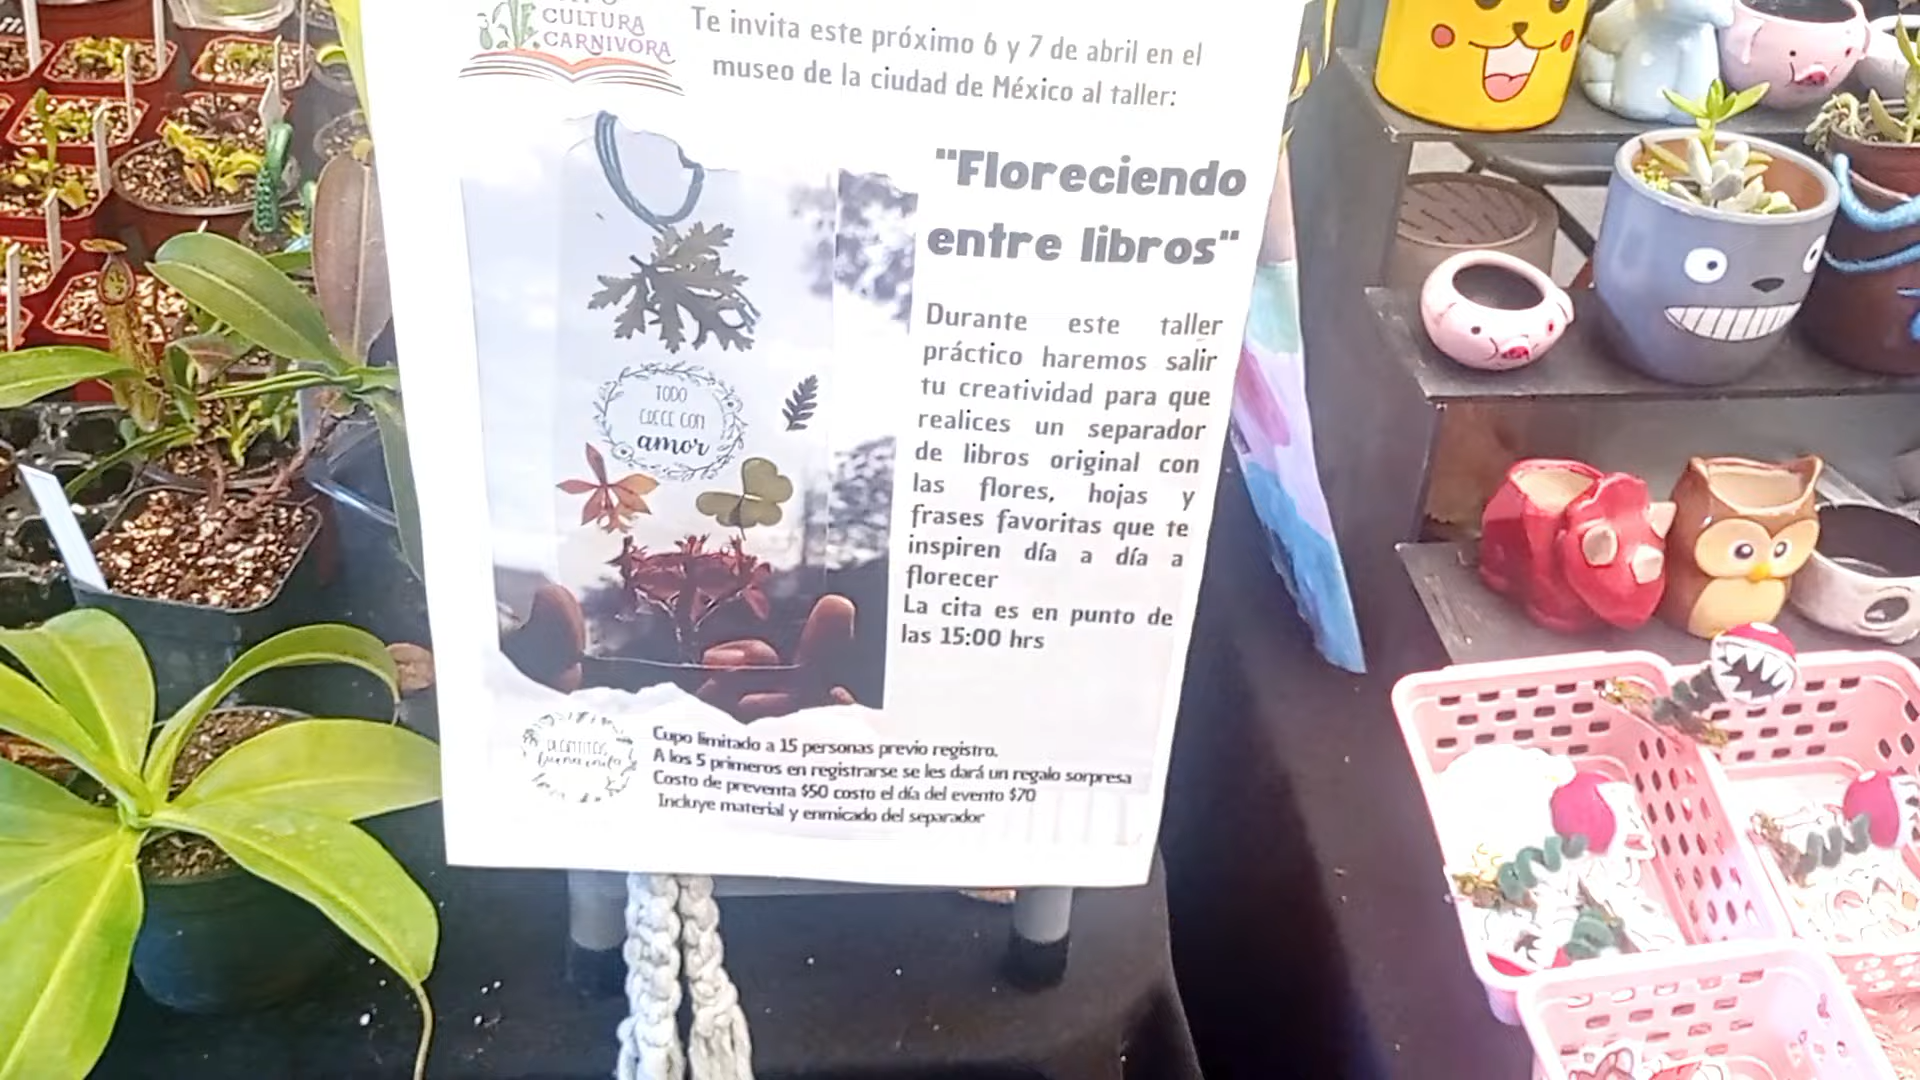 CULTURA
CARNIVORA
Te invita este próximo 6 y 7 de abril en el
museo de la ciudad de México al taller:
"Floreciendo
entre libros"
Durante este taller
práctico haremos salir
tu creatividad para que
realices un separador
de libros original con
las flores, hojas y
frases favoritas que te
inspiren día a día a
florecer
La cita es en punto de
las 15:00 hrs
TODO
CRECE CON
amor
Cupo limitado a 15 personas previo registro.
A los 5 primeros en registrarse se les dará un regalo sorpresa
Costo de preventa $50 costo el día del evento $70
Incluye material y enmicado del separador